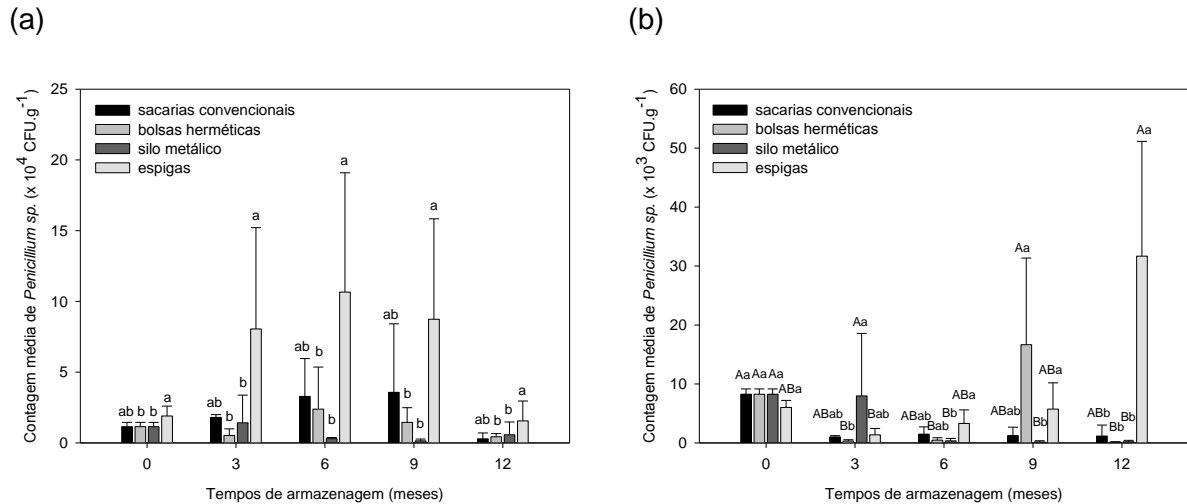 (a)
Contagem média de Penicillium sp. (x 10⁴ CFU.g⁻¹)
25
20
15
10
5
0
sacarias convencionais
bolsas herméticas
silo metálico
espigas
ab b b a
ab b b a
ab b b a
ab b b a
ab b b a
0 3 6 9 12
Tempos de armazenagem (meses)
(b)
Contagem média de Penicillium sp. (x 10³ CFU.g⁻¹)
60
50
40
30
20
10
0
sacarias convencionais
bolsas herméticas
silo metálico
espigas
Aa Aa Aa ABa
ABab Bb Aa Bab
ABab Bab Bb ABa
ABab Aa Bb ABa
ABb Bb Bb Aa
0 3 6 9 12
Tempos de armazenagem (meses)